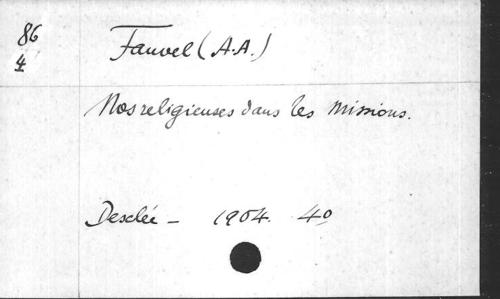 86
4
Fauvel (A.A.)
Nos religieuses dans les Missions.
Desclée - 1904. 4º